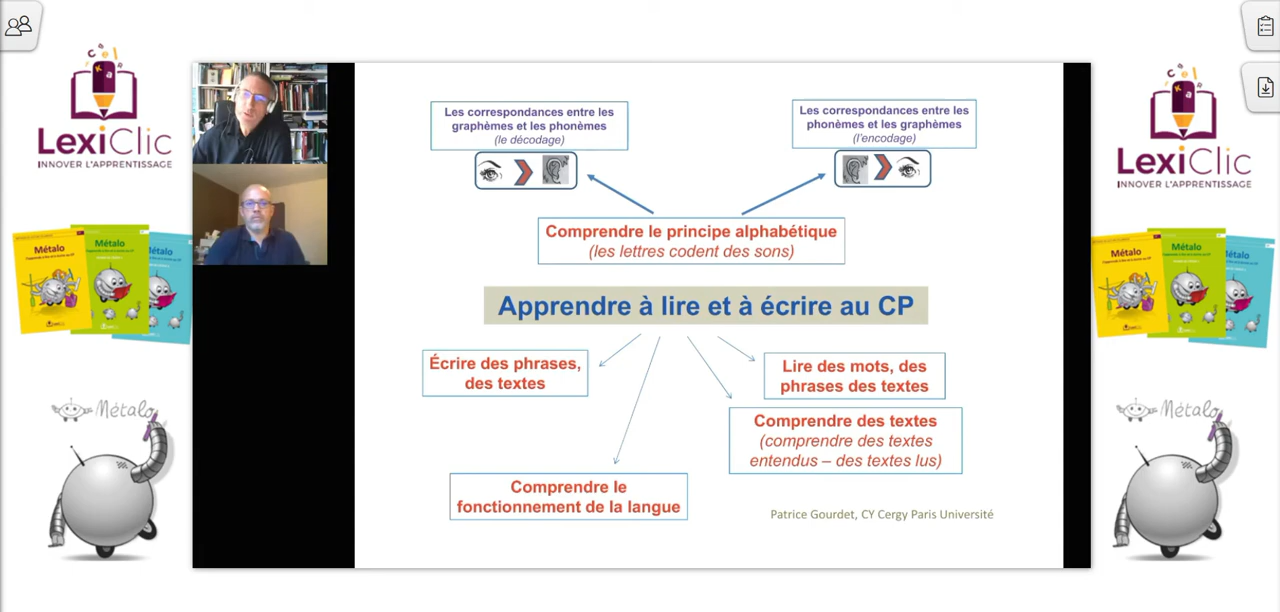 LexiClic
INNOVER L'APPRENTISSAGE
Métalo
Métalo
Métalo
Métalo
Les correspondances entre les
graphèmes et les phonèmes
(le décodage)
Les correspondances entre les
phonèmes et les graphèmes
(l'encodage)
Comprendre le principe alphabétique
(les lettres codent des sons)
Apprendre à lire et à écrire au CP
Écrire des phrases,
des textes
Lire des mots, des
phrases des textes
Comprendre des textes
(comprendre des textes
entendus – des textes lus)
Comprendre le
fonctionnement de la langue
Patrice Gourdet, CY Cergy Paris Université
LexiClic
INNOVER L'APPRENTISSAGE
Métalo
Métalo
Métalo
Métalo